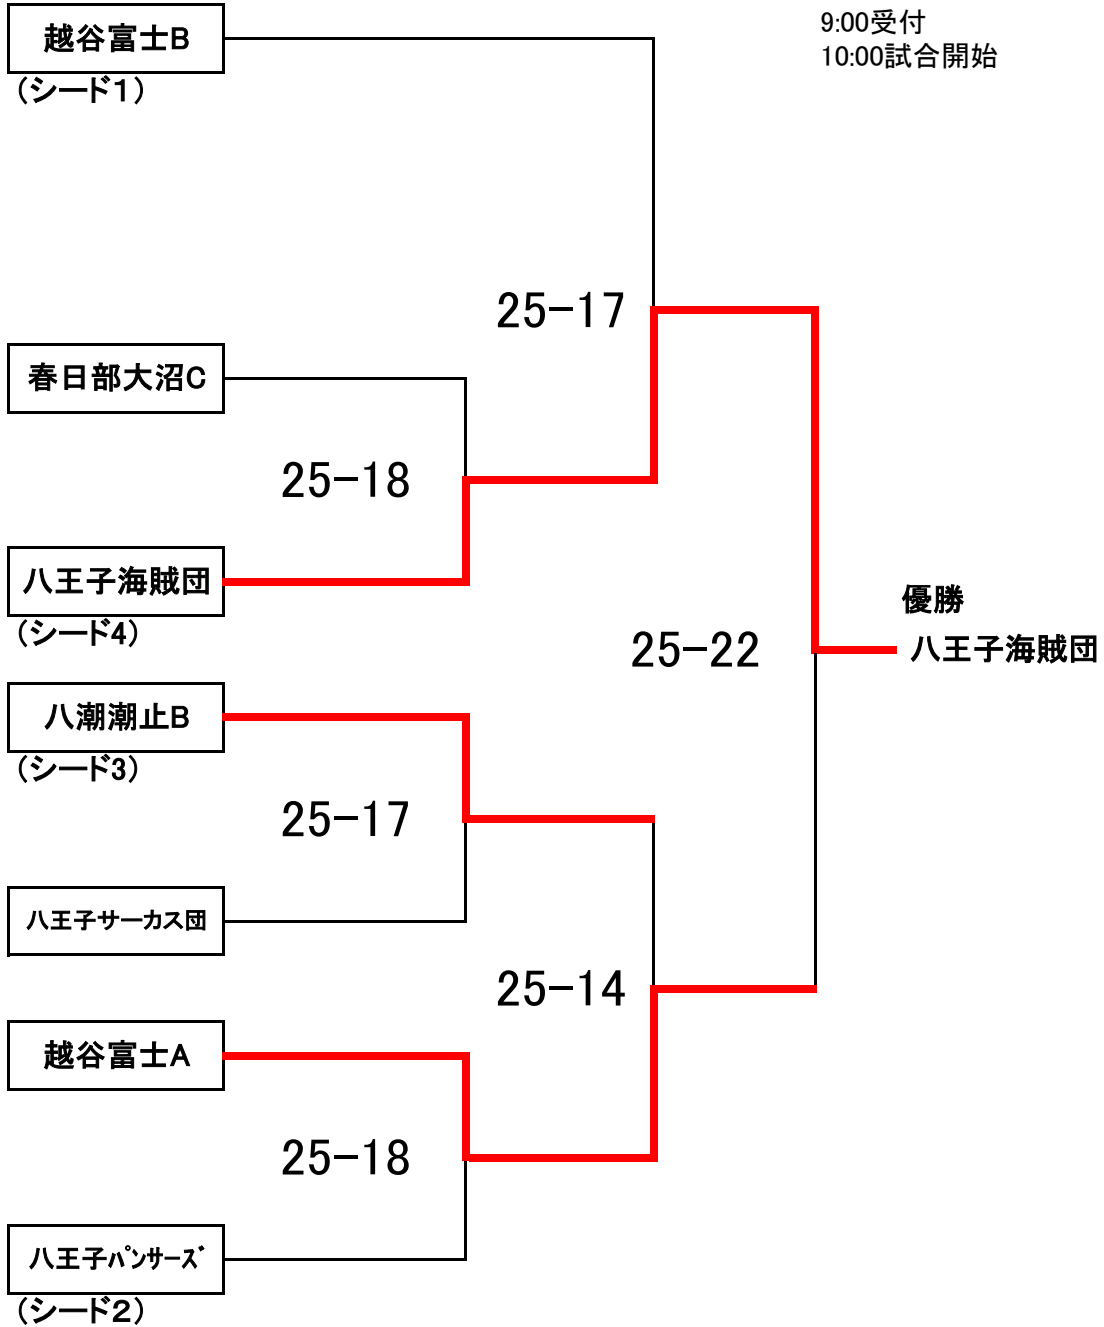 越谷富士B
(シード1)
9:00受付
10:00試合開始
25-17
春日部大沼C
25-18
八王子海賊団
(シード4)
優勝
八王子海賊団
25-22
八潮潮止B
(シード3)
25-17
八王子サーカス団
25-14
越谷富士A
25-18
八王子ﾊﾟﾝｻｰｽﾞ
(シード2)